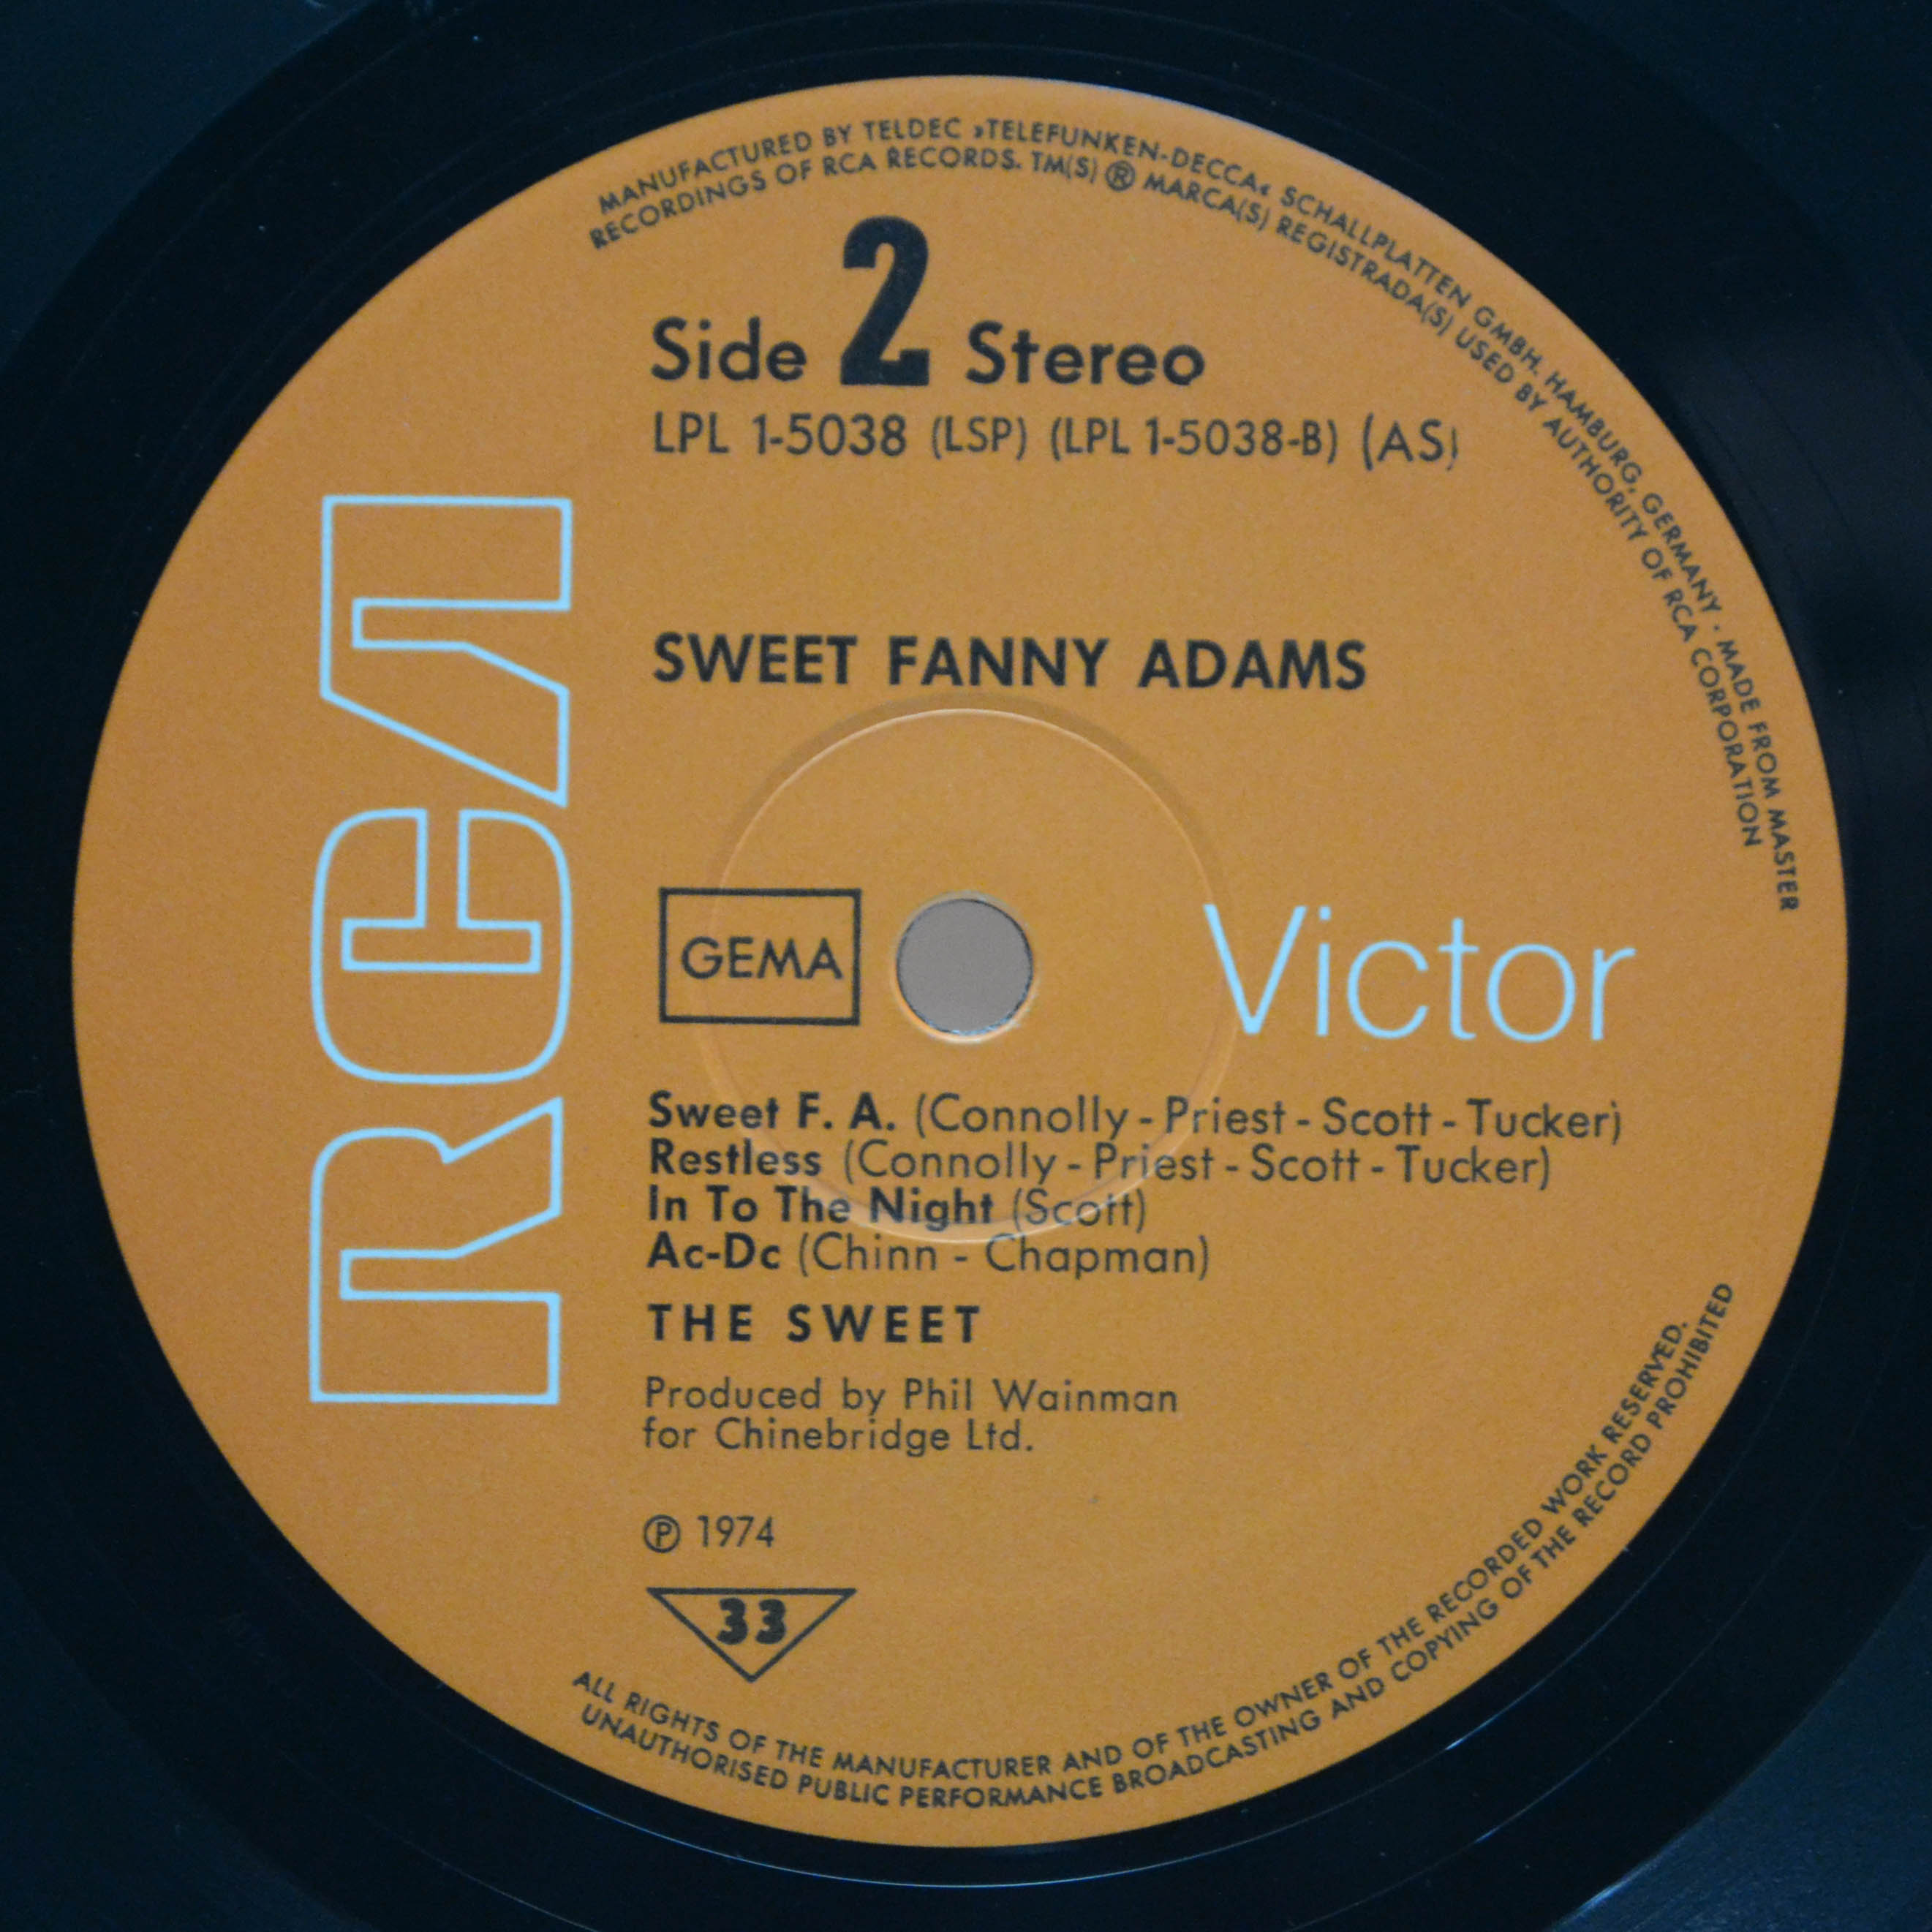 MANUFACTURED BY TELDEC »TELEFUNKEN-DECCA« SCHALLPLATTEN GMBH. HAMBURG, GERMANY · MADE FROM MASTER
RECORDINGS OF RCA RECORDS. TM(S) ® MARCA(S) REGISTRADA(S) USED BY AUTHORITY OF RCA CORPORATION
Side 2 Stereo
LPL 1-5038 (LSP) (LPL 1-5038-B) (AS)
RCA
SWEET FANNY ADAMS
GEMA
Victor
Sweet F. A. (Connolly - Priest - Scott - Tucker)
Restless (Connolly - Priest - Scott - Tucker)
In To The Night (Scott)
Ac-Dc (Chinn - Chapman)
THE SWEET
Produced by Phil Wainman
for Chinebridge Ltd.
℗ 1974
33
ALL RIGHTS OF THE MANUFACTURER AND OF THE OWNER OF THE RECORDED WORK RESERVED.
UNAUTHORISED PUBLIC PERFORMANCE BROADCASTING AND COPYING OF THE RECORD PROHIBITED